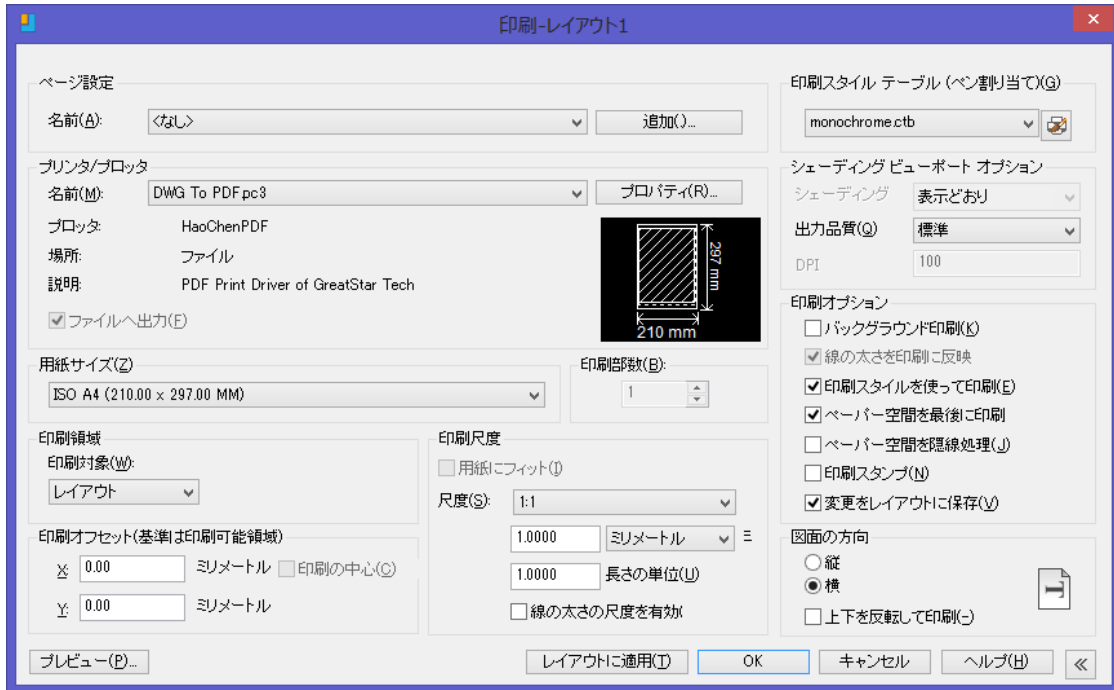 印刷-レイアウト1
ページ設定
名前(A):
<なし>
追加()...
プリンタ/プロッタ
名前(M):
DWG To PDF.pc3
プロパティ(R)...
プロッタ:
HaoChenPDF
場所:
ファイル
説明:
PDF Print Driver of GreatStar Tech
ファイルへ出力(F)
297 mm
210 mm
用紙サイズ(Z)
ISO A4 (210.00 x 297.00 MM)
印刷部数(B):
1
印刷領域
印刷対象(W):
レイアウト
印刷オフセット(基準は印刷可能領域)
X:
0.00
ミリメートル
印刷の中心(C)
Y:
0.00
ミリメートル
印刷尺度
用紙にフィット(I)
尺度(S):
1:1
1.0000
ミリメートル
1.0000
長さの単位(U)
線の太さの尺度を有効
印刷スタイル テーブル (ペン割り当て)(G)
monochrome.ctb
シェーディング ビューポート オプション
シェーディング
表示どおり
出力品質(Q)
標準
DPI
100
印刷オプション
バックグラウンド印刷(K)
線の太さを印刷に反映
印刷スタイルを使って印刷(E)
ペーパー空間を最後に印刷
ペーパー空間を隠線処理(J)
印刷スタンプ(N)
変更をレイアウトに保存(V)
図面の方向
縦
横
上下を反転して印刷(-)
プレビュー(P)...
レイアウトに適用(T)
OK
キャンセル
ヘルプ(H)